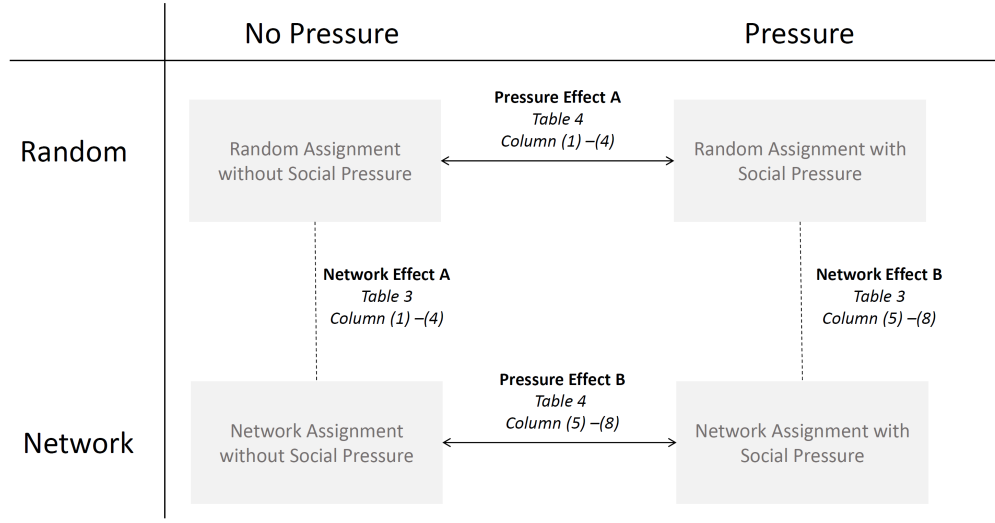 No Pressure
Pressure
Random
Random Assignment
without Social Pressure
Pressure Effect A
Table 4
Column (1) –(4)
Random Assignment with
Social Pressure
Network Effect A
Table 3
Column (1) –(4)
Network Effect B
Table 3
Column (5) –(8)
Network
Network Assignment
without Social Pressure
Pressure Effect B
Table 4
Column (5) –(8)
Network Assignment with
Social Pressure